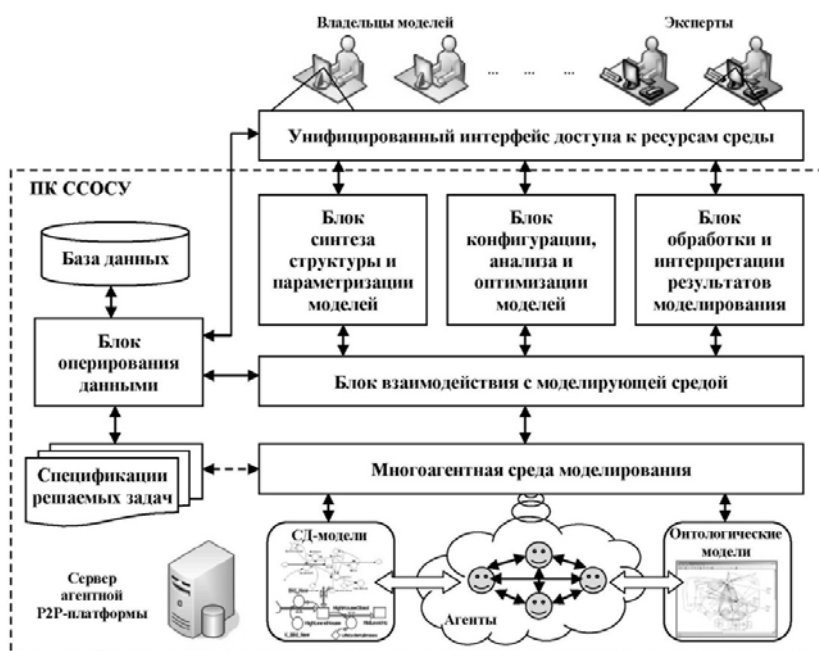 Владельцы моделей
Эксперты
... ... ...
Унифицированный интерфейс доступа к ресурсам среды
ПК ССОСУ
База данных
Блок
синтеза
структуры и
параметризации
моделей
Блок
конфигурации,
анализа и
оптимизации
моделей
Блок
обработки и
интерпретации
результатов
моделирования
Блок
оперирования
данными
Блок взаимодействия с моделирующей средой
Спецификации
решаемых задач
Многоагентная среда моделирования
Сервер
агентной
P2P-платформы
СД-модели
Агенты
Онтологические
модели